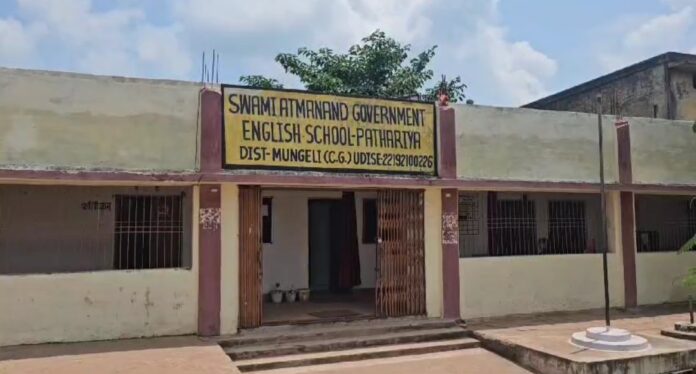 SWAMI ATMANAND GOVERNMENT
ENGLISH SCHOOL-PATHARIYA
DIST-MUNGELI (C.G.) UDISE-22192100226